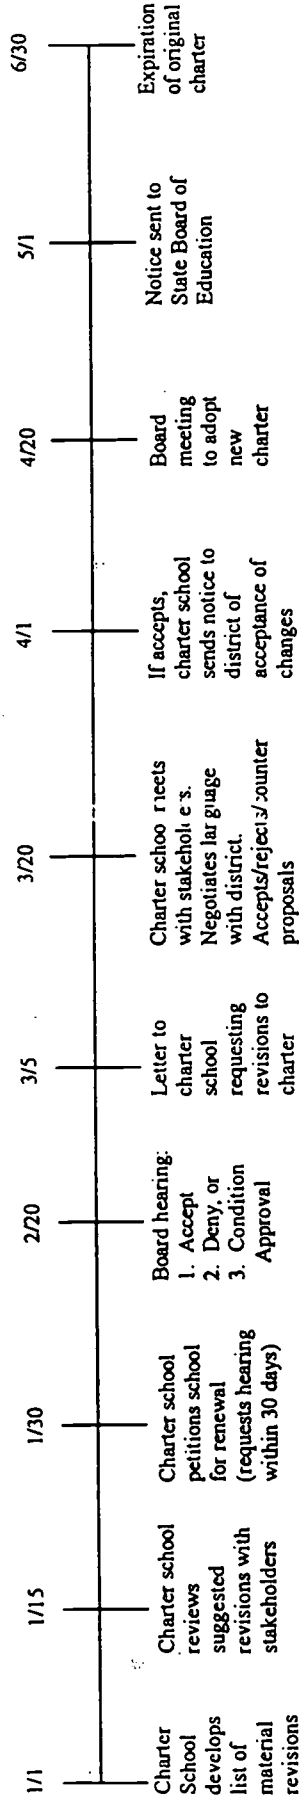 1/1
Charter
School
develops
list of
material
revisions
1/15
Charter school
reviews
suggested
revisions with
stakeholders
1/30
Charter school
petitions school
for renewal
(requests hearing
within 30 days)
2/20
Board hearing:
1. Accept
2. Deny, or
3. Condition
Approval
3/5
Letter to
charter
school
requesting
revisions to
charter
3/20
Charter school meets
with stakeholders.
Negotiates language
with district.
Accepts/rejects/counter
proposals
4/1
If accepts,
charter school
sends notice to
district of
acceptance of
changes
4/20
Board
meeting
to adopt
new
charter
5/1
Notice sent to
State Board of
Education
6/30
Expiration
of original
charter